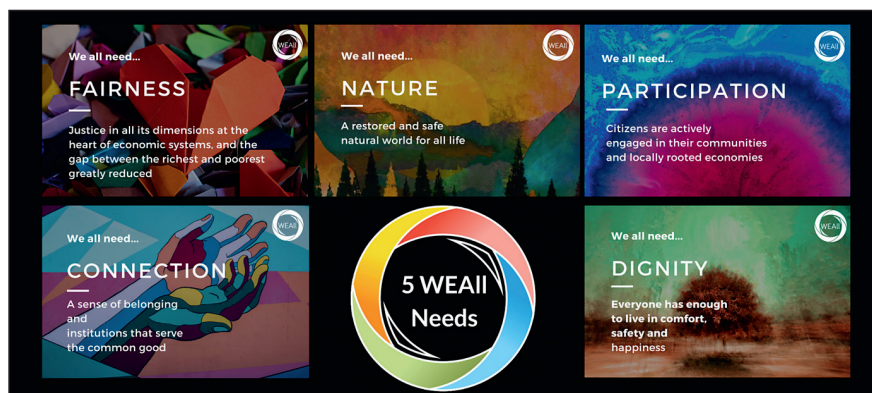 WEAll
We all need...
FAIRNESS
Justice in all its dimensions at the
heart of economic systems, and the
gap between the richest and poorest
greatly reduced
WEAll
We all need...
NATURE
A restored and safe
natural world for all life
WEAll
We all need...
PARTICIPATION
Citizens are actively
engaged in their communities
and locally rooted economies
WEAll
We all need...
CONNECTION
A sense of belonging
and
institutions that serve
the common good
5 WEAll
Needs
WEAll
We all need...
DIGNITY
Everyone has enough
to live in comfort,
safety and
happiness